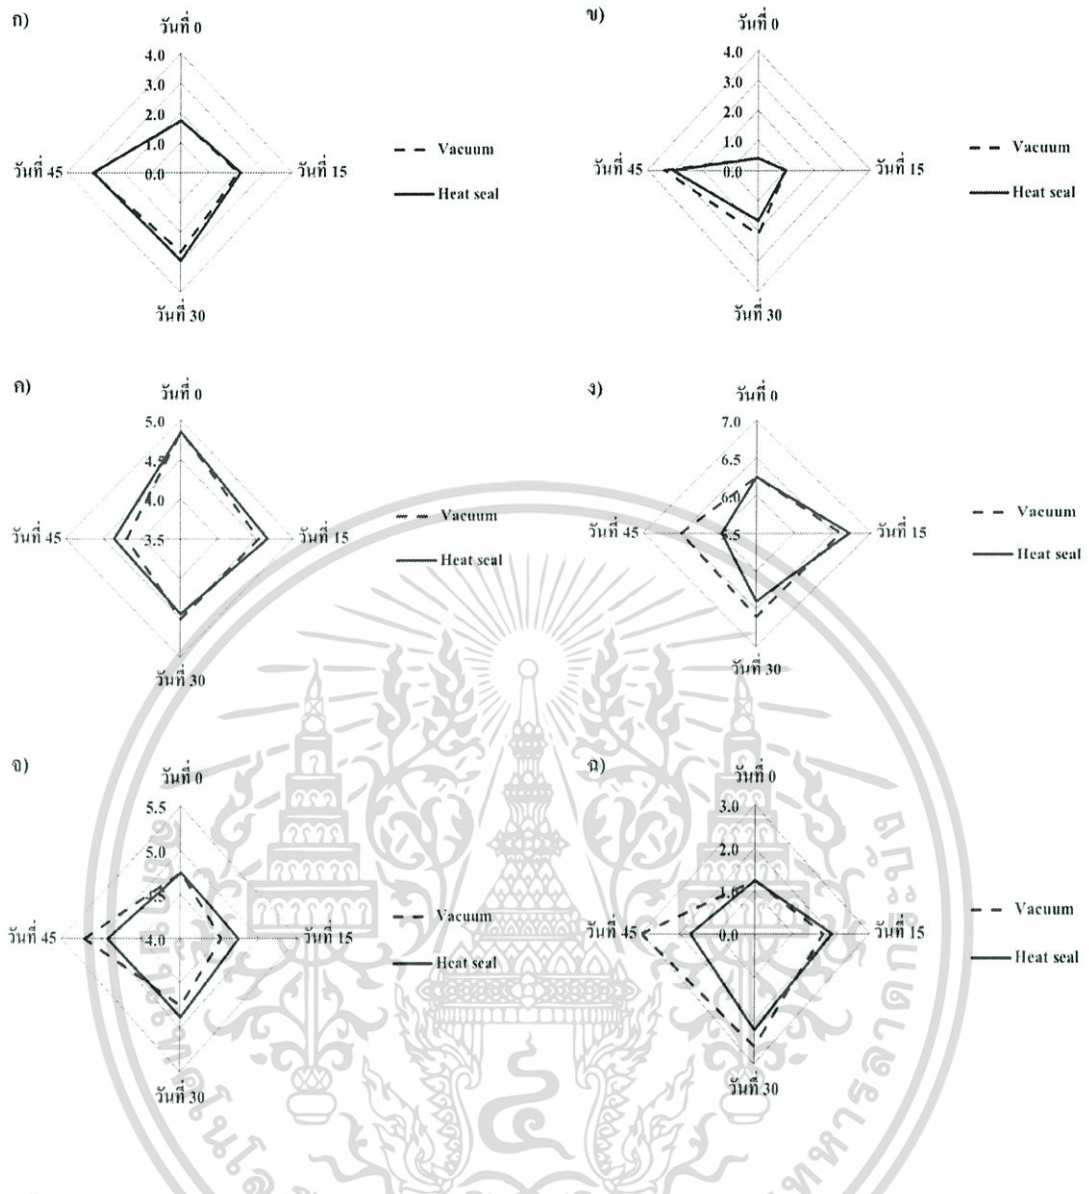 ก)
วันที่ 0
4.0
3.0
2.0
1.0
0.0
วันที่ 45
วันที่ 15
วันที่ 30
Vacuum
Heat seal
ข)
วันที่ 0
4.0
3.0
2.0
1.0
0.0
วันที่ 45
วันที่ 15
วันที่ 30
Vacuum
Heat seal
ค)
วันที่ 0
5.0
4.5
4.0
3.5
วันที่ 45
วันที่ 15
วันที่ 30
Vacuum
Heat seal
ง)
วันที่ 0
7.0
6.5
6.0
5.5
วันที่ 45
วันที่ 15
วันที่ 30
Vacuum
Heat seal
จ)
วันที่ 0
5.5
5.0
4.5
4.0
วันที่ 45
วันที่ 15
วันที่ 30
Vacuum
Heat seal
ฉ)
วันที่ 0
3.0
2.0
1.0
0.0
วันที่ 45
วันที่ 15
วันที่ 30
Vacuum
Heat seal